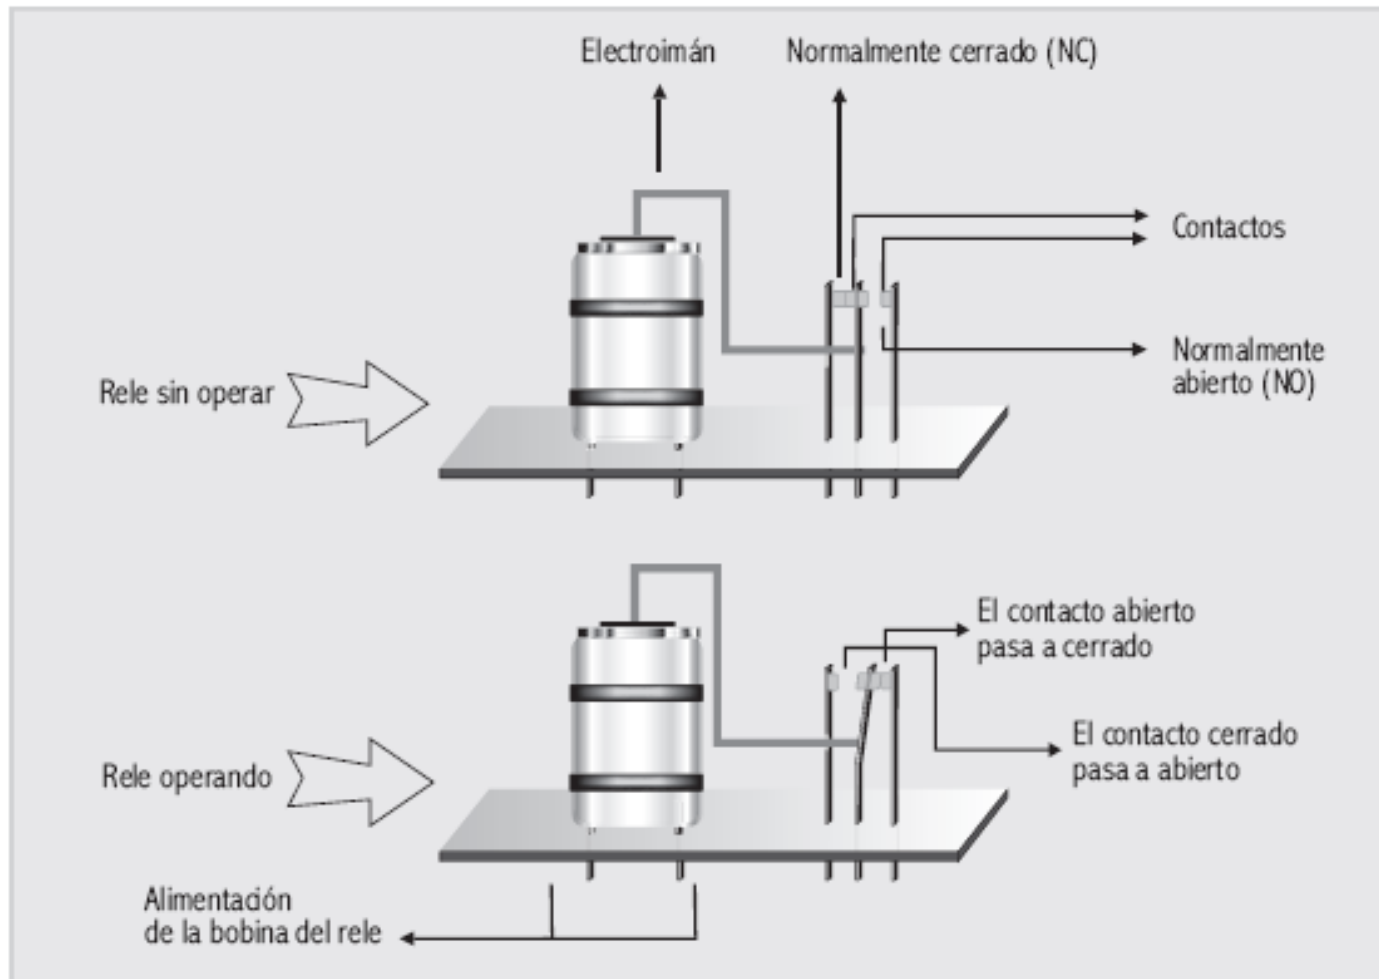 Electroimán
Normalmente cerrado (NC)
Contactos
Normalmente
abierto (NO)
Rele sin operar
El contacto abierto
pasa a cerrado
El contacto cerrado
pasa a abierto
Rele operando
Alimentación
de la bobina del rele